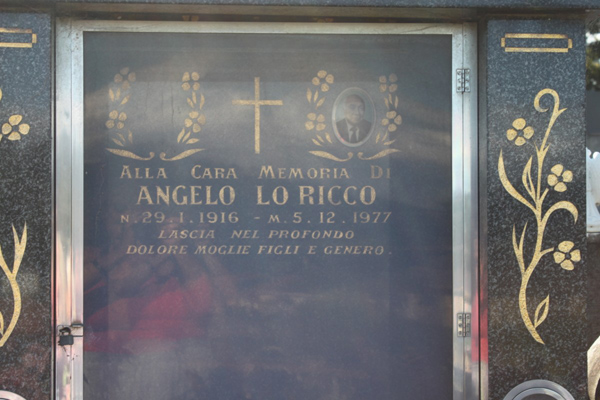 ALLA CARA MEMORIA DI
ANGELO LO RICCO
N. 29.1.1916 - M. 5.12.1977
LASCIA NEL PROFONDO
DOLORE MOGLIE FIGLI E GENERO.